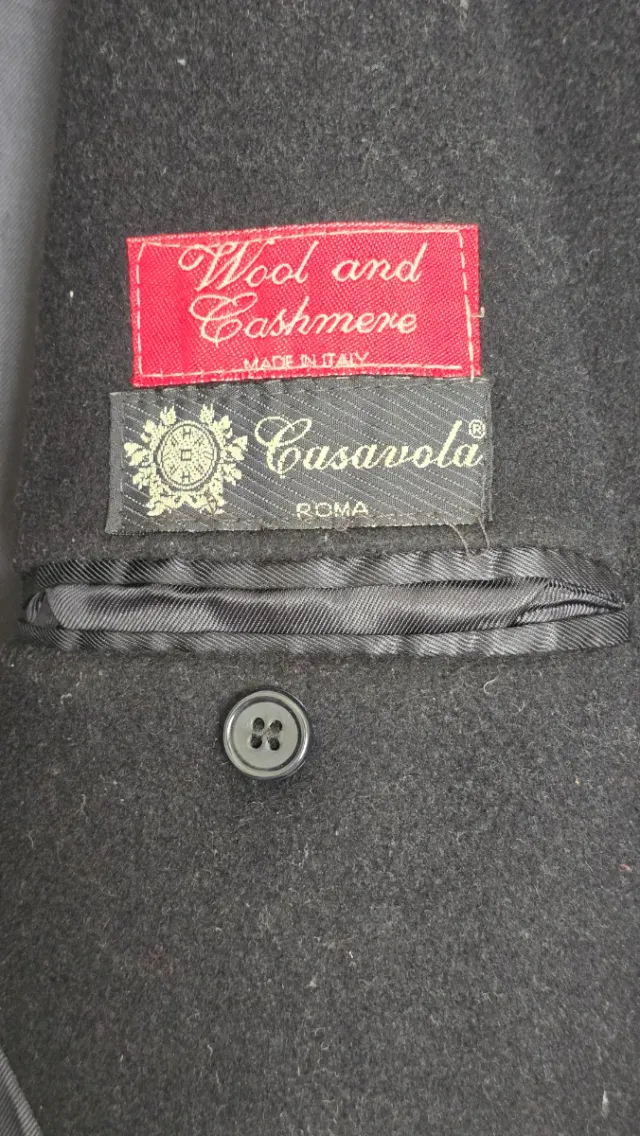 Wool and
Cashmere
MADE IN ITALY
Casavola®
ROMA